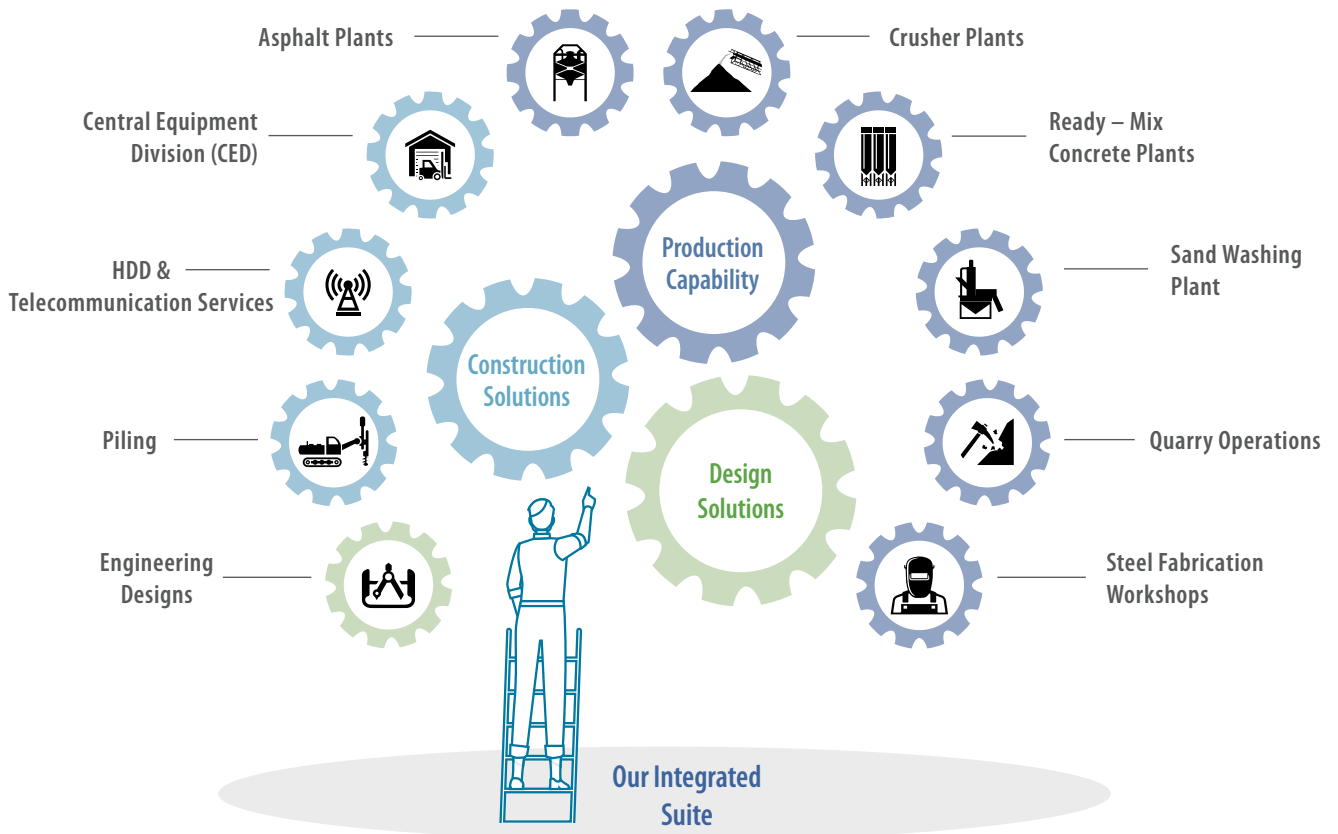 Asphalt Plants
Crusher Plants
Central Equipment
Division (CED)
Ready – Mix
Concrete Plants
Production
Capability
HDD &
Telecommunication Services
Sand Washing
Plant
Construction
Solutions
Piling
Quarry Operations
Design
Solutions
Engineering
Designs
Steel Fabrication
Workshops
Our Integrated
Suite